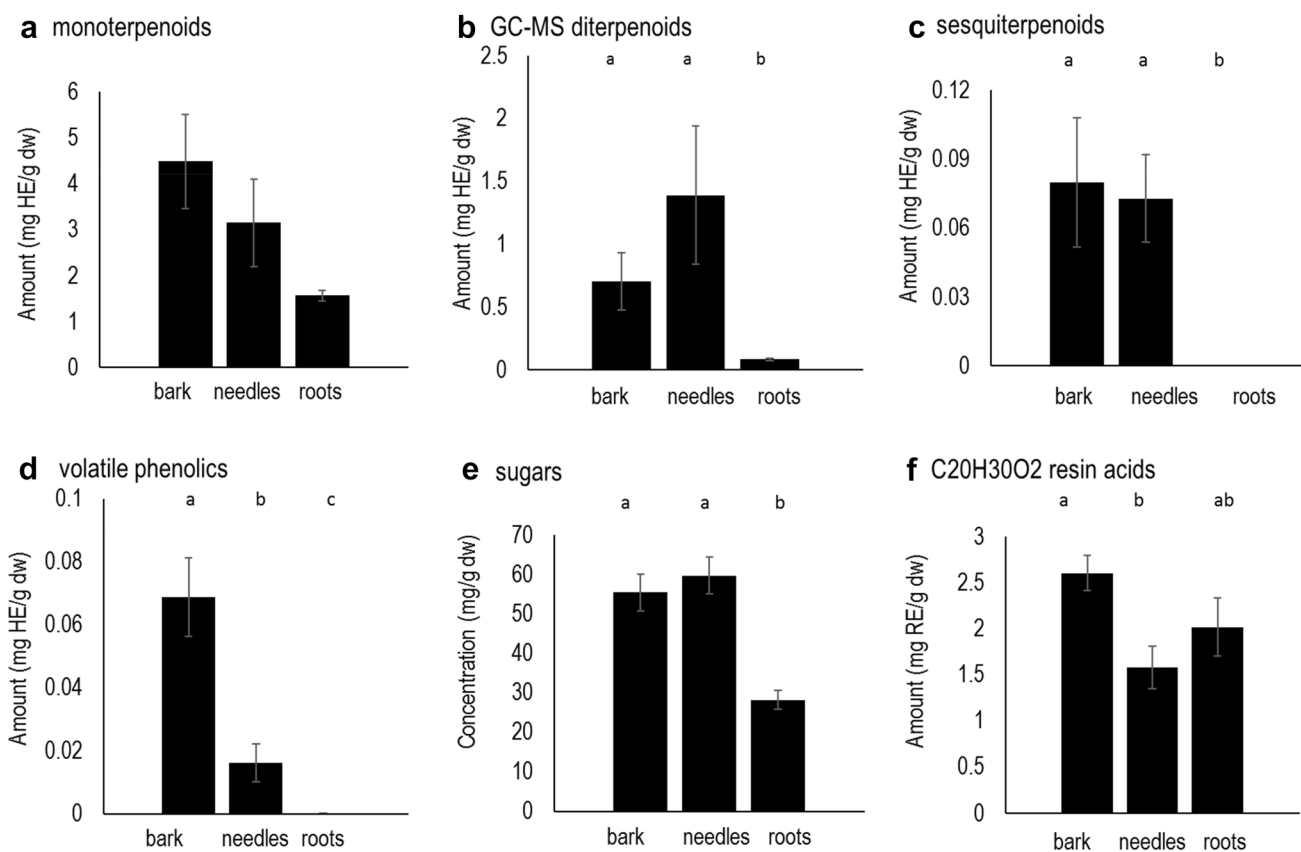 a monoterpenoids
Amount (mg HE/g dw)
6
5
4
3
2
1
0
bark needles roots
b GC-MS diterpenoids
a a b
Amount (mg HE/g dw)
2.5
2
1.5
1
0.5
0
bark needles roots
c sesquiterpenoids
a a b
Amount (mg HE/g dw)
0.12
0.09
0.06
0.03
0
bark needles roots
d volatile phenolics
a b c
Amount (mg HE/g dw)
0.1
0.08
0.06
0.04
0.02
0
bark needles roots
e sugars
a a b
Concentration (mg/g dw)
70
60
50
40
30
20
10
0
bark needles roots
f C20H30O2 resin acids
a b ab
Amount (mg RE/g dw)
3
2.5
2
1.5
1
0.5
0
bark needles roots